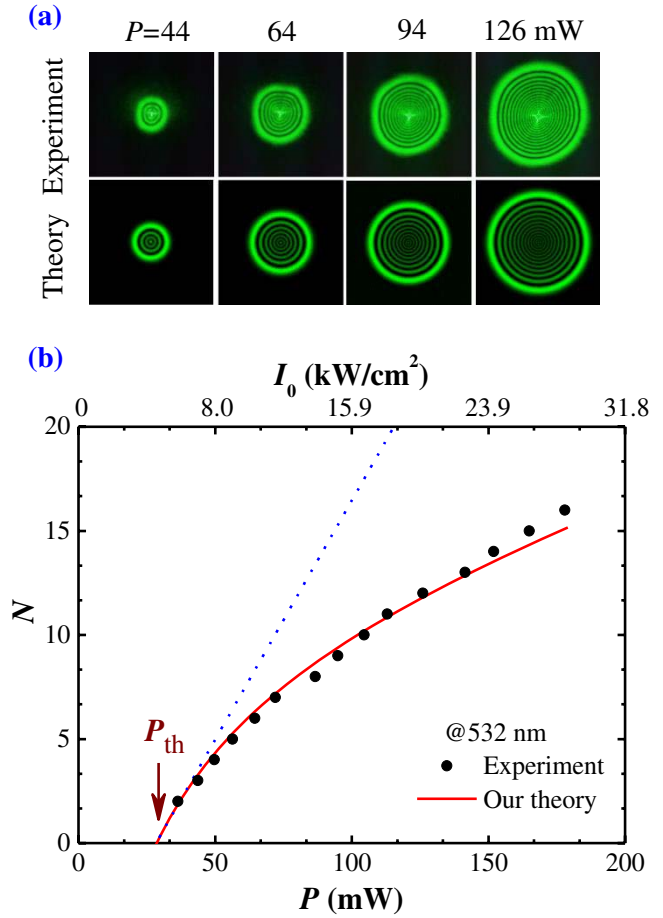 (a)
P=44 64 94 126 mW
Experiment
Theory
(b)
I0 (kW/cm2)
0 8.0 15.9 23.9 31.8
20
15
10
5
0
N
Pth
@532 nm
Experiment
Our theory
0 50 100 150 200
P (mW)